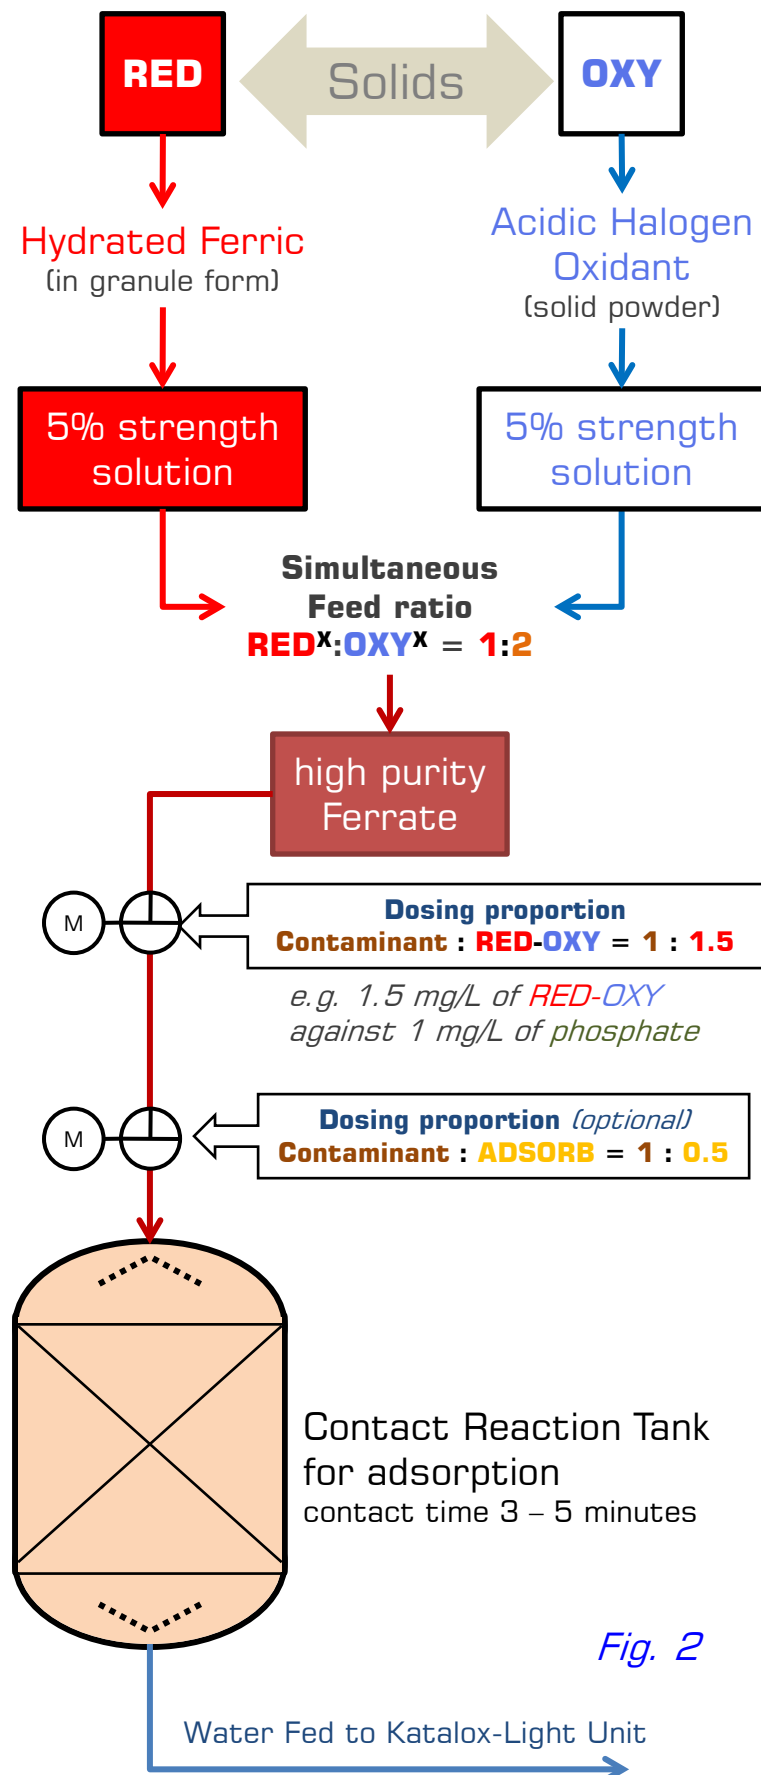 RED
Solids
OXY
Hydrated Ferric
(in granule form)
Acidic Halogen
Oxidant
(solid powder)
5% strength
solution
5% strength
solution
Simultaneous
Feed ratio
REDˣ:OXYˣ = 1:2
high purity
Ferrate
M
Dosing proportion
Contaminant : RED-OXY = 1 : 1.5
e.g. 1.5 mg/L of RED-OXY
against 1 mg/L of phosphate
M
Dosing proportion (optional)
Contaminant : ADSORB = 1 : 0.5
Contact Reaction Tank
for adsorption
contact time 3 – 5 minutes
Fig. 2
Water Fed to Katalox-Light Unit